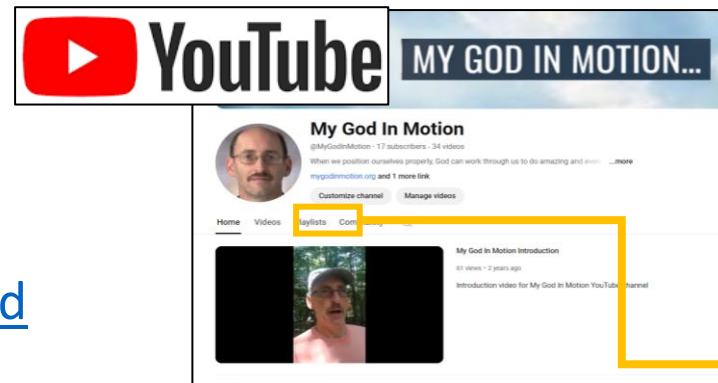 YouTube
MY GOD IN MOTION...
My God In Motion
@MyGodInMotion · 17 subscribers · 34 videos
When we position ourselves properly, God can work through us to do amazing and even ...more
mygodinmotion.org and 1 more link
Customize channel Manage videos
Home Videos Playlists
My God In Motion Introduction
61 views • 2 years ago
Introduction video for My God In Motion YouTube channel
d